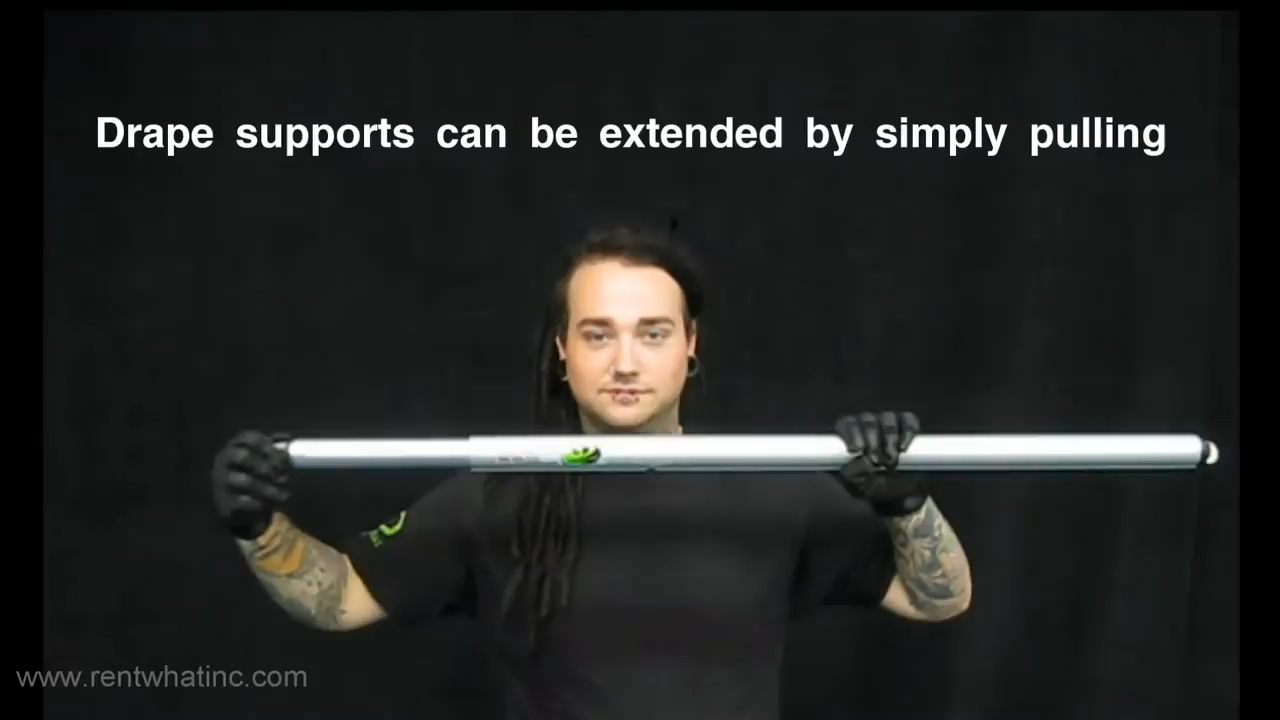 Drape supports can be extended by simply pulling
www.rentwhatinc.com